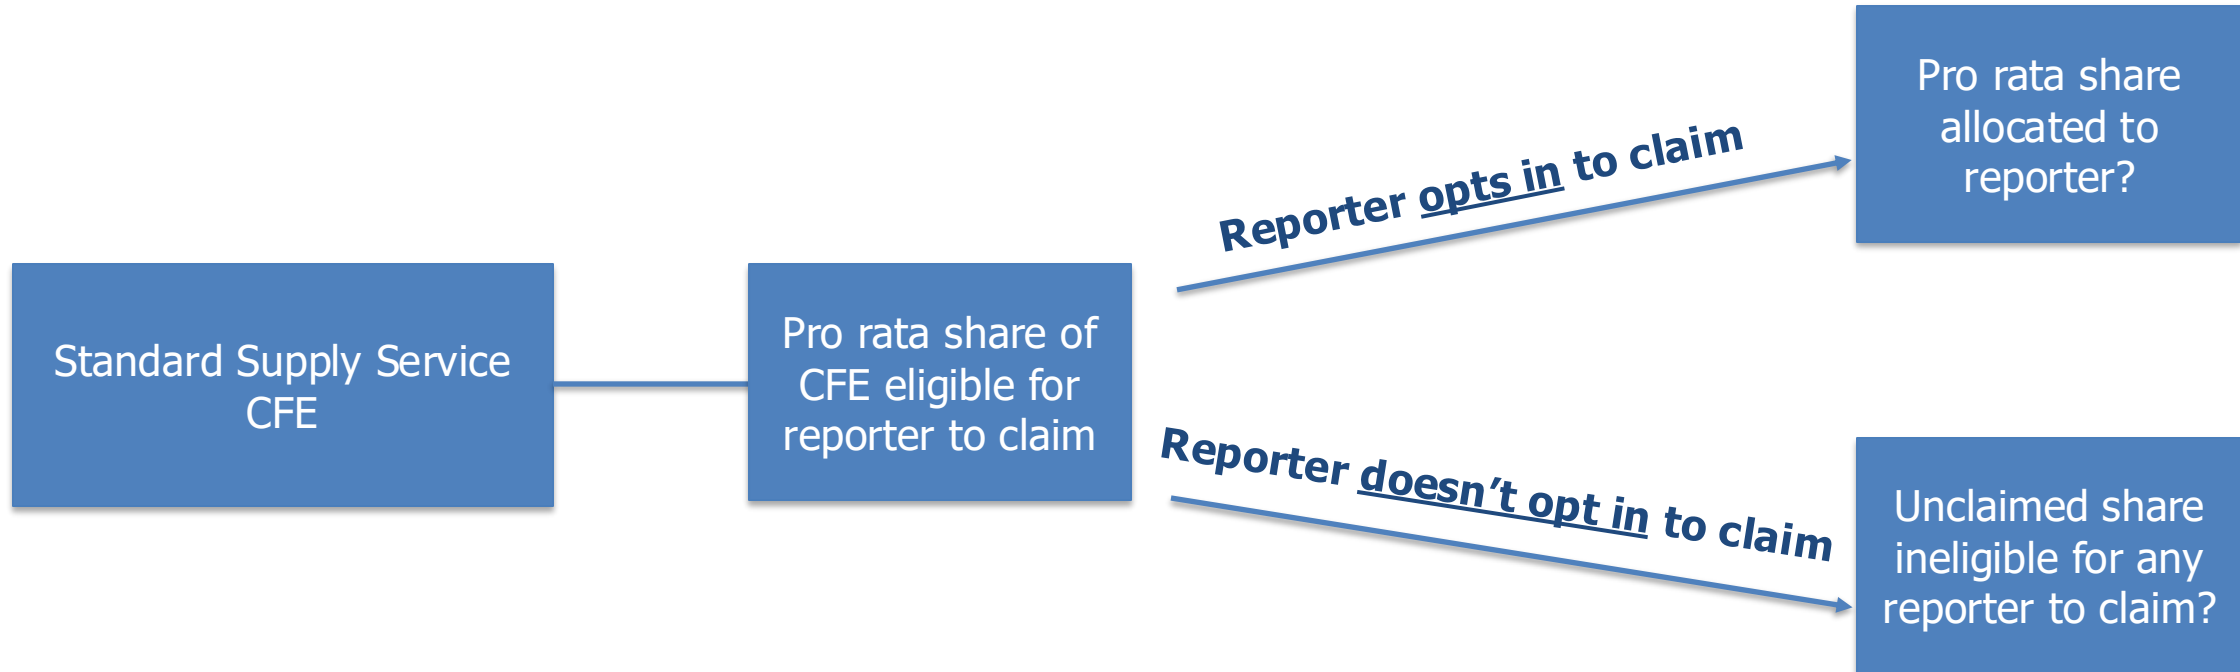 Standard Supply Service
CFE
Pro rata share of
CFE eligible for
reporter to claim
Reporter opts in to claim
Pro rata share
allocated to
reporter?
Reporter doesn’t opt in to claim
Unclaimed share
ineligible for any
reporter to claim?